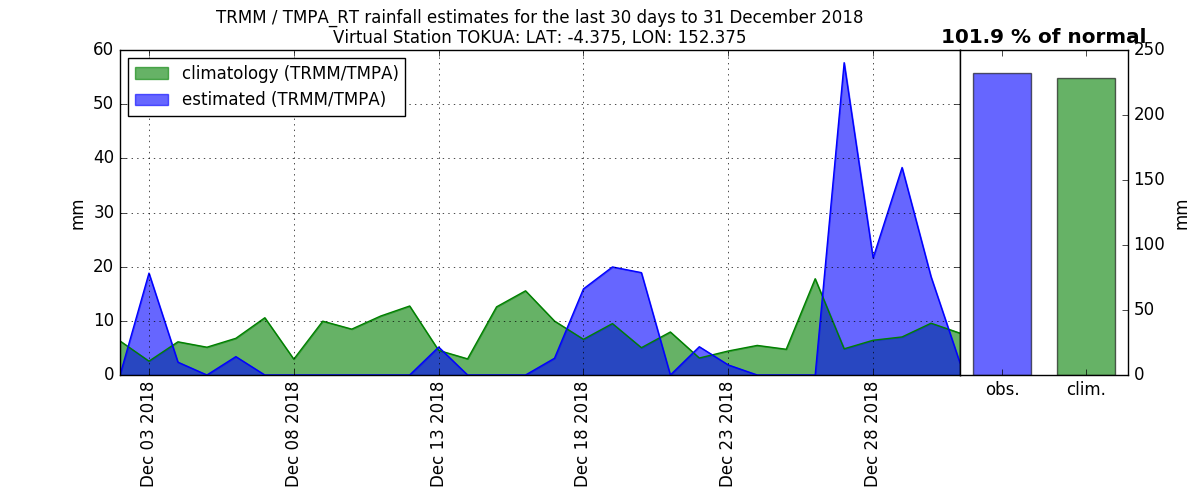 TRMM / TMPA_RT rainfall estimates for the last 30 days to 31 December 2018
Virtual Station TOKUA: LAT: -4.375, LON: 152.375
101.9 % of normal
climatology (TRMM/TMPA)
estimated (TRMM/TMPA)
60
50
40
30
20
10
0
mm
Dec 03 2018
Dec 08 2018
Dec 13 2018
Dec 18 2018
Dec 23 2018
Dec 28 2018
250
200
150
100
50
0
mm
obs.
clim.